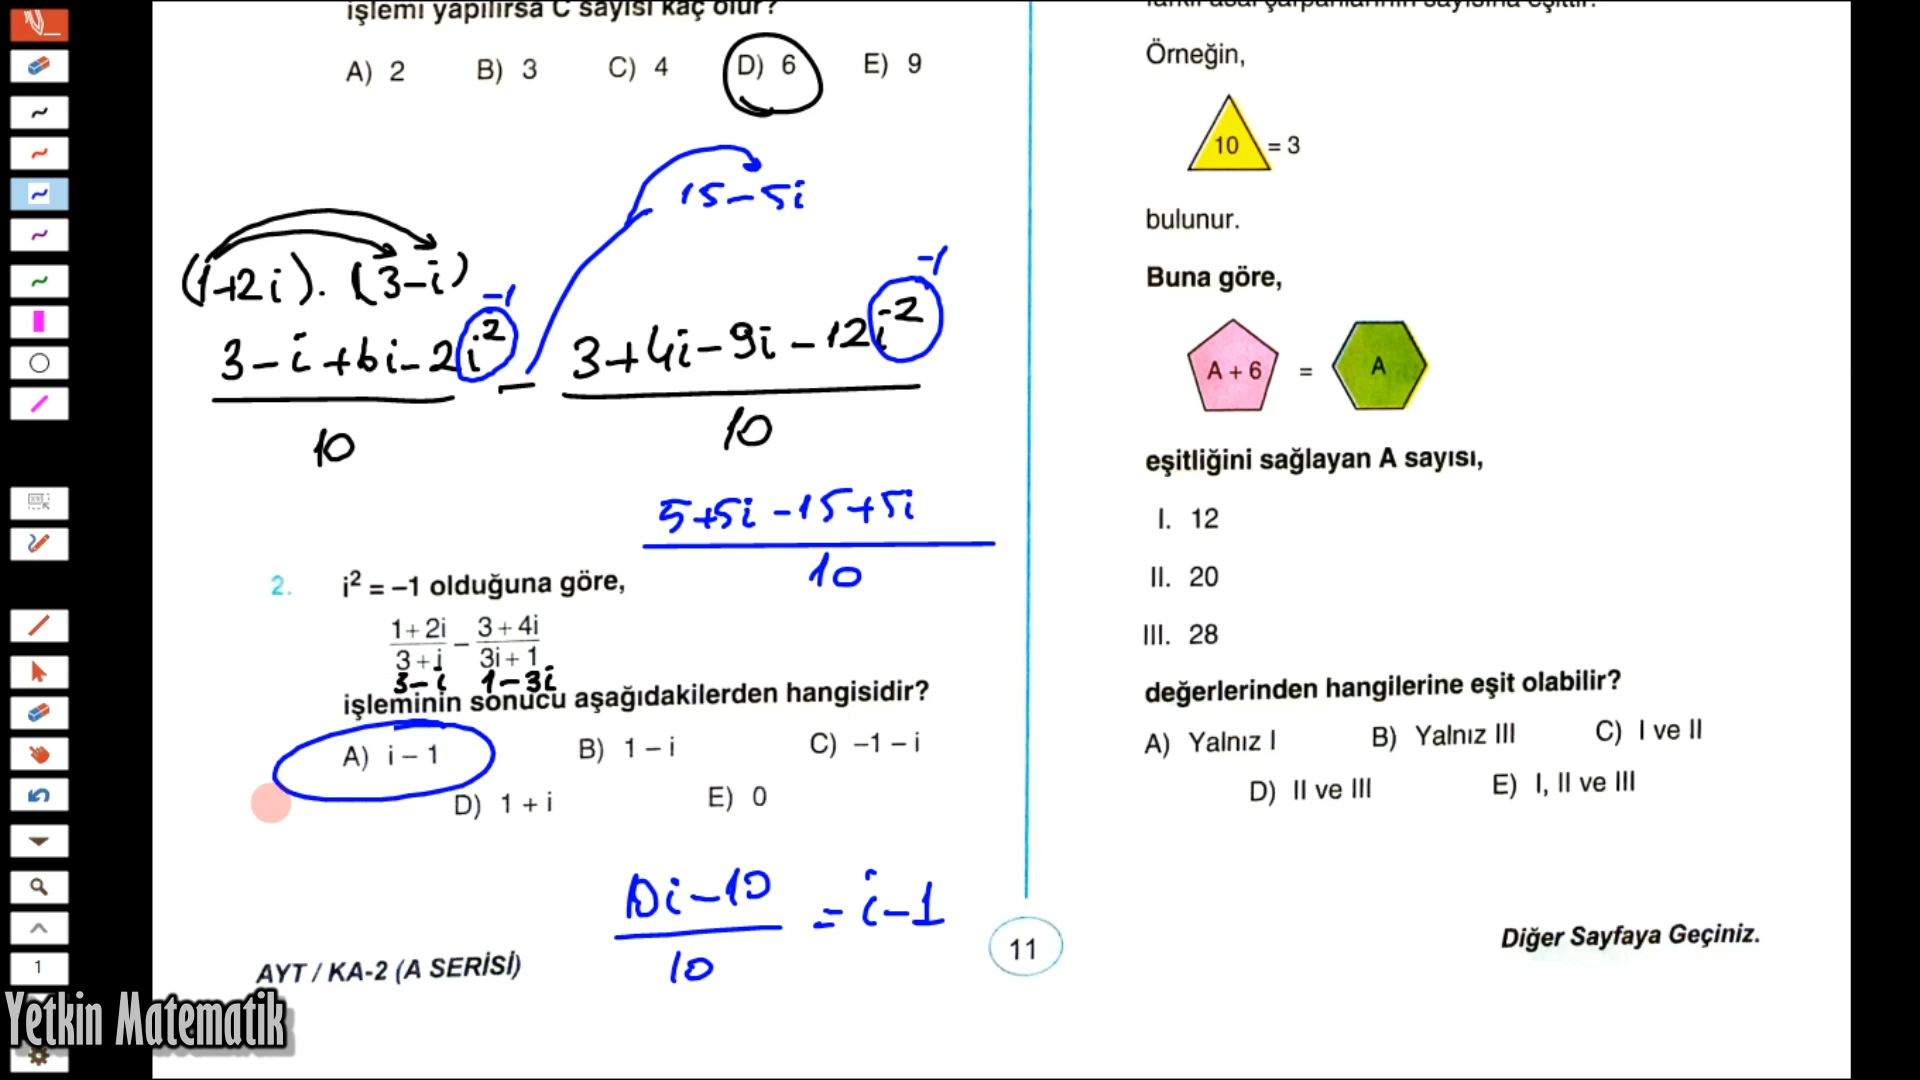 işlemi yapılırsa C sayısı kaç olur?
A) 2 B) 3 C) 4 D) 6 E) 9
15-5i
(1+2i).(3-i)
-1
-1
3-i+6i-2i²
10
-
3+4i-9i-12i^-2
10
5+5i-15+5i
10
2. i² = –1 olduğuna göre,
1+2i / 3+i – 3+4i / 3i+1
3-i 1-3i
işleminin sonucu aşağıdakilerden hangisidir?
A) i – 1 B) 1 – i C) –1 – i
D) 1 + i E) 0
10i-10 / 10 = i-1
AYT / KA-2 (A SERİSİ)
11
Örneğin,
10 = 3
bulunur.
Buna göre,
A + 6 = A
eşitliğini sağlayan A sayısı,
I. 12
II. 20
III. 28
değerlerinden hangilerine eşit olabilir?
A) Yalnız I B) Yalnız III C) I ve II
D) II ve III E) I, II ve III
Diğer Sayfaya Geçiniz.
1
Yetkin Matematik